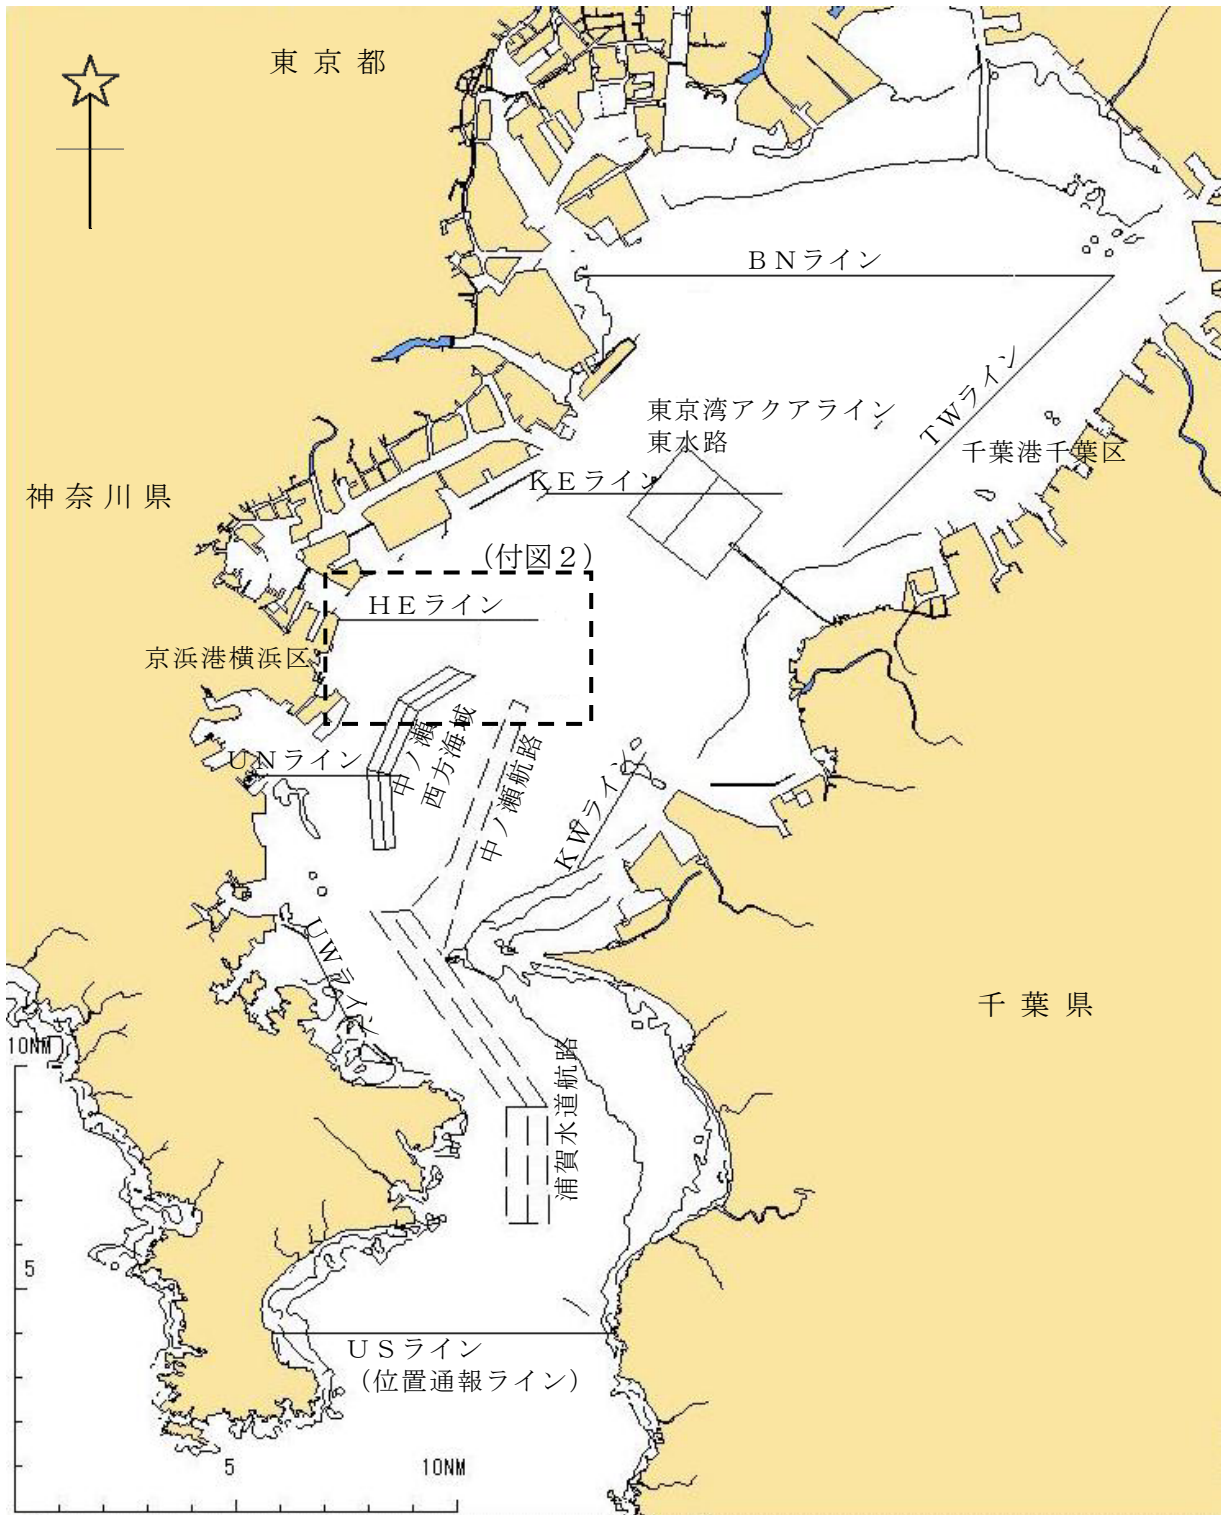 東京都
BNライン
TWライン
東京湾アクアライン
東水路
千葉港千葉区
KEライン
神奈川県
(付図2)
HEライン
京浜港横浜区
中ノ瀬
西方海域
中ノ瀬航路
UNライン
KWライン
UWライン
千葉県
10NM
浦賀水道航路
5
USライン
(位置通報ライン)
5
10NM